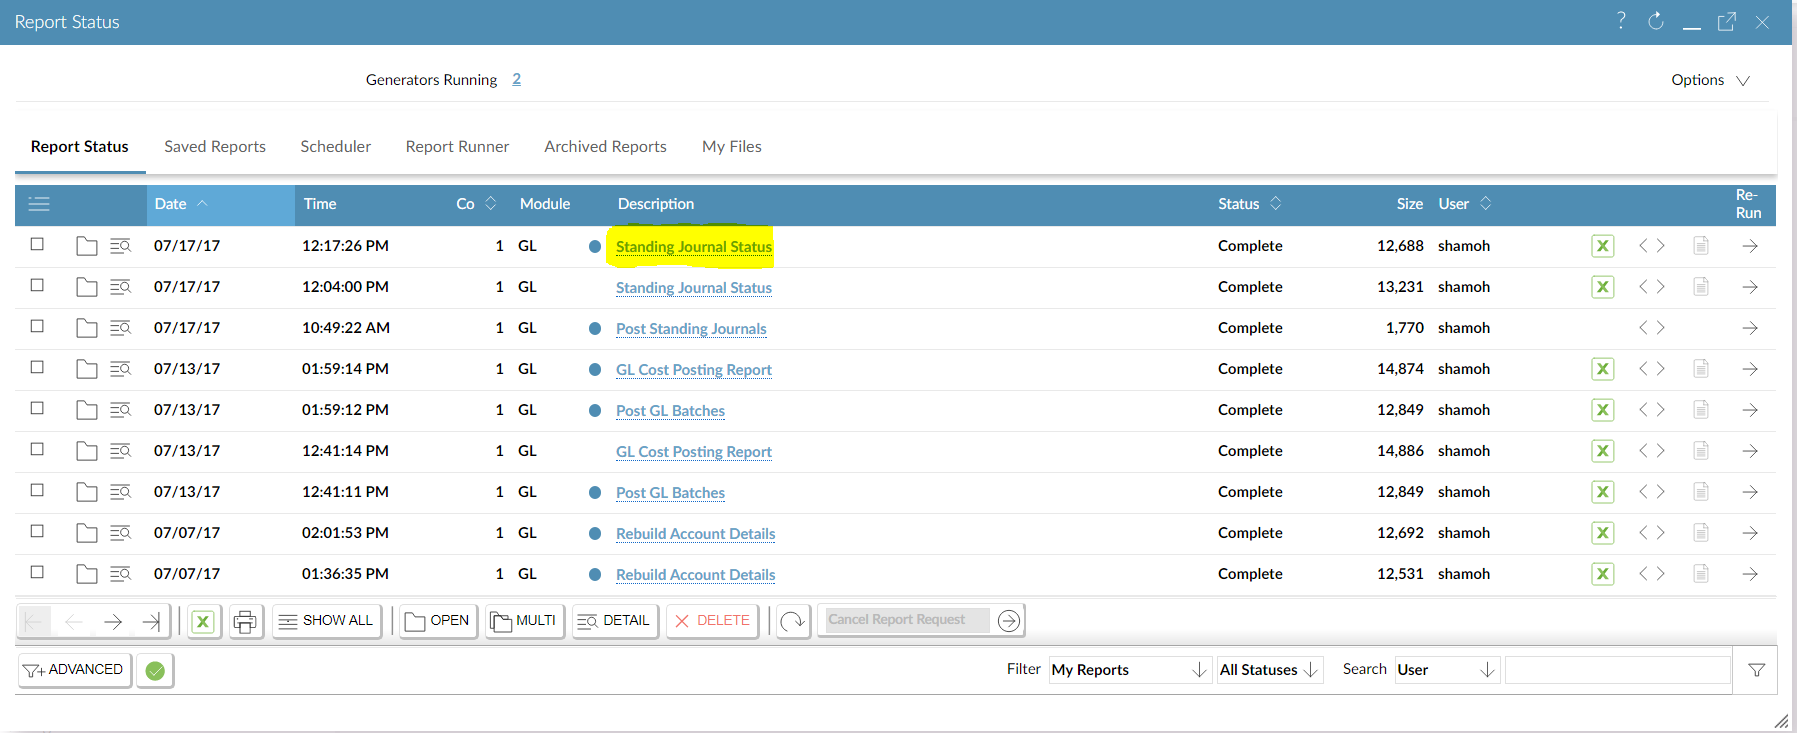 Report Status
?
Generators Running 2
Options
Report Status Saved Reports Scheduler Report Runner Archived Reports My Files
Date Time Co Module Description Status Size User Re-Run
07/17/17 12:17:26 PM 1 GL Standing Journal Status Complete 12,688 shamoh
07/17/17 12:04:00 PM 1 GL Standing Journal Status Complete 13,231 shamoh
07/17/17 10:49:22 AM 1 GL Post Standing Journals Complete 1,770 shamoh
07/13/17 01:59:14 PM 1 GL GL Cost Posting Report Complete 14,874 shamoh
07/13/17 01:59:12 PM 1 GL Post GL Batches Complete 12,849 shamoh
07/13/17 12:41:14 PM 1 GL GL Cost Posting Report Complete 14,886 shamoh
07/13/17 12:41:11 PM 1 GL Post GL Batches Complete 12,849 shamoh
07/07/17 02:01:53 PM 1 GL Rebuild Account Details Complete 12,692 shamoh
07/07/17 01:36:35 PM 1 GL Rebuild Account Details Complete 12,531 shamoh
SHOW ALL OPEN MULTI DETAIL DELETE Cancel Report Request
ADVANCED Filter My Reports All Statuses Search User